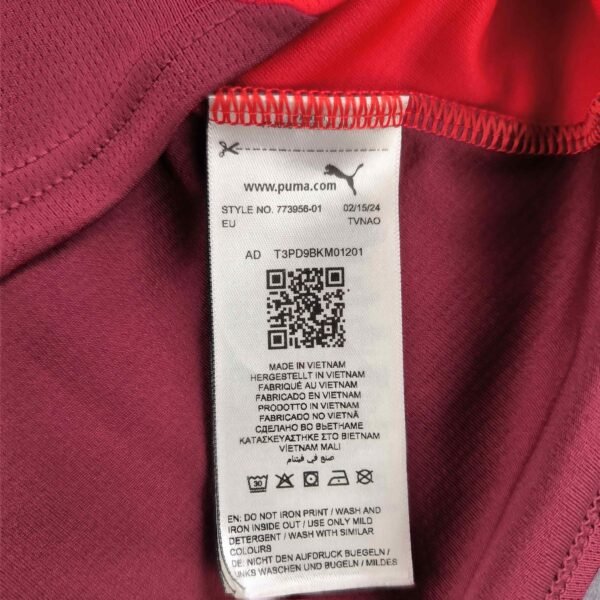 www.puma.com
STYLE NO. 773956-01 02/15/24
EU TVNAO
AD T3PD9BKM01201
MADE IN VIETNAM
HERGESTELLT IN VIETNAM
FABRIQUÉ AU VIETNAM
FABRICADO EN VIETNAM
PRODOTTO IN VIETNAM
FABRICADO NO VIETNÃ
СДЕЛАНО ВО ВЬЕТНАМЕ
ΚΑΤΑΣΚΕΥΑΣΤΗΚΕ ΣΤΟ ΒΙΕΤΝΑΜ
VİETNAM MALI
صنع في فيتنام
30
EN: DO NOT IRON PRINT / WASH AND
IRON INSIDE OUT / USE ONLY MILD
DETERGENT / WASH WITH SIMILAR
COLOURS
DE: NICHT DEN AUFDRUCK BUEGELN /
LINKS WASCHEN UND BUGELN / MILDES